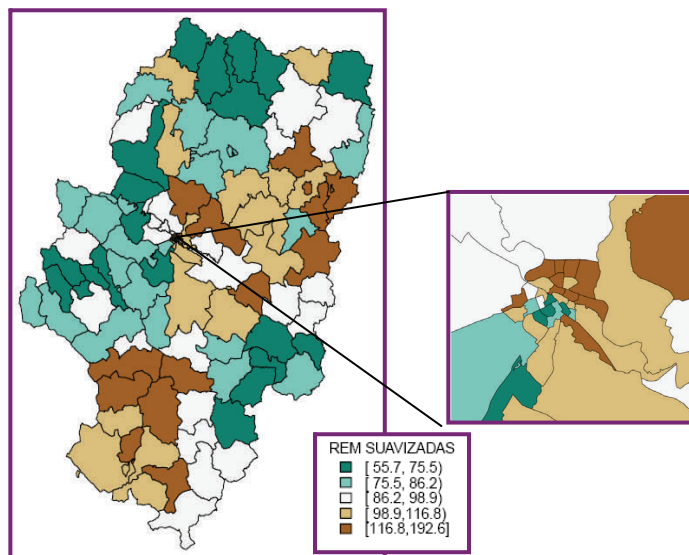 REM SUAVIZADAS
[ 55.7, 75.5)
[ 75.5, 86.2)
[ 86.2, 98.9)
[ 98.9,116.8)
[116.8,192.6]